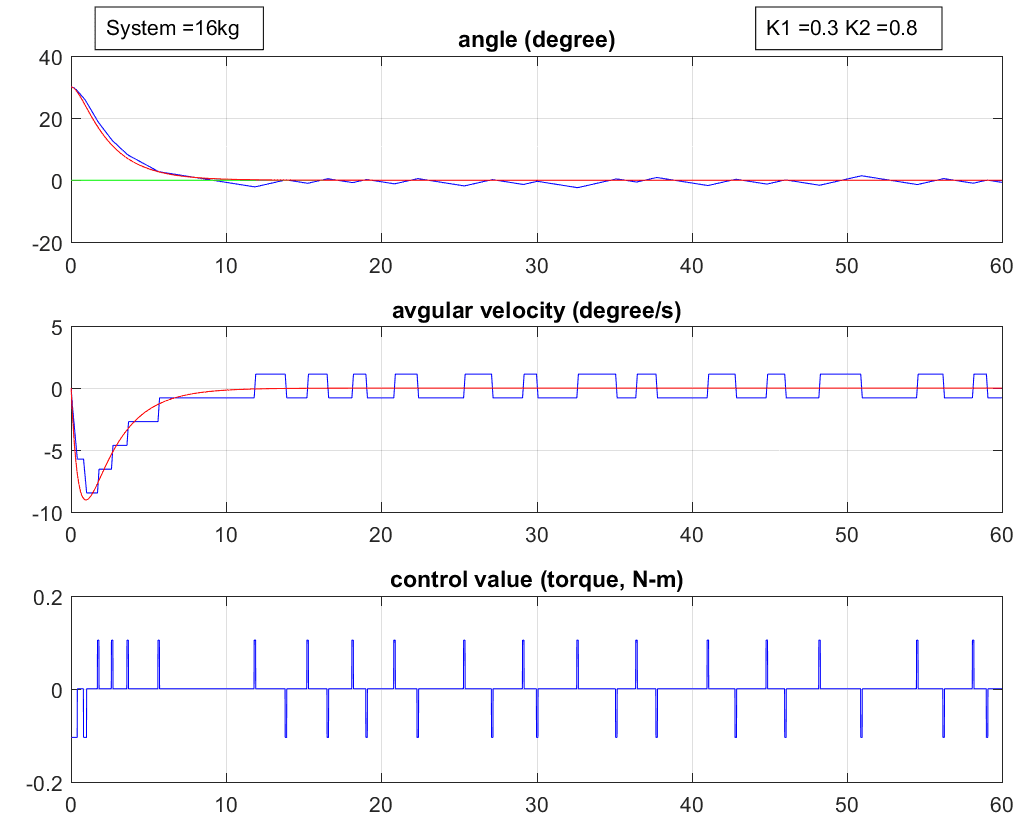 System =16kg
K1 =0.3 K2 =0.8
angle (degree)
40
20
0
-20
0 10 20 30 40 50 60
avgular velocity (degree/s)
5
0
-5
-10
0 10 20 30 40 50 60
control value (torque, N-m)
0.2
0
-0.2
0 10 20 30 40 50 60